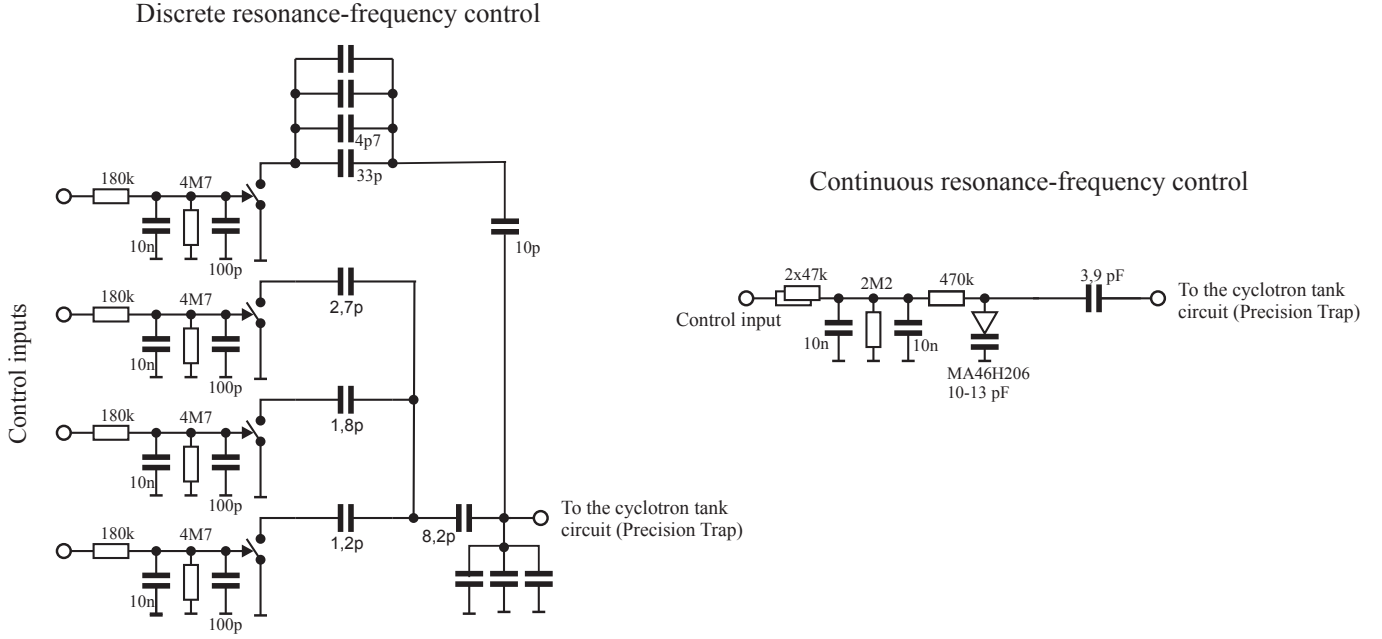 Discrete resonance-frequency control
4p7
33p
180k
4M7
10n
100p
10p
180k
4M7
2,7p
10n
100p
180k
4M7
1,8p
10n
100p
180k
4M7
1,2p
8,2p
10n
100p
Control inputs
To the cyclotron tank
circuit (Precision Trap)
Continuous resonance-frequency control
2x47k
2M2
470k
3,9 pF
Control input
10n
10n
MA46H206
10-13 pF
To the cyclotron tank
circuit (Precision Trap)